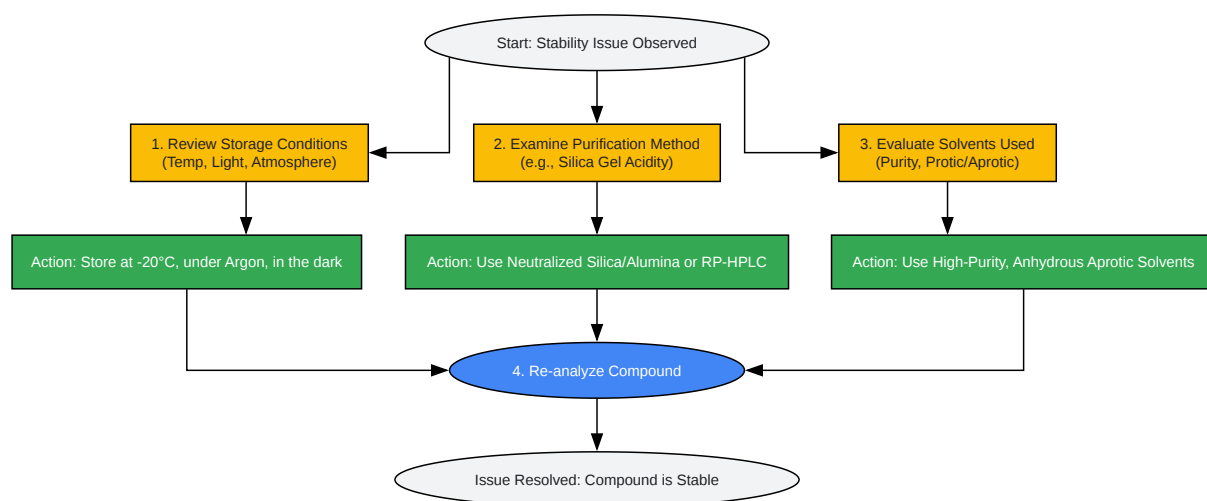 Start: Stability Issue Observed
1. Review Storage Conditions
(Temp, Light, Atmosphere)
2. Examine Purification Method
(e.g., Silica Gel Acidity)
3. Evaluate Solvents Used
(Purity, Protic/Aprotic)
Action: Store at -20°C, under Argon, in the dark
Action: Use Neutralized Silica/Alumina or RP-HPLC
Action: Use High-Purity, Anhydrous Aprotic Solvents
4. Re-analyze Compound
Issue Resolved: Compound is Stable